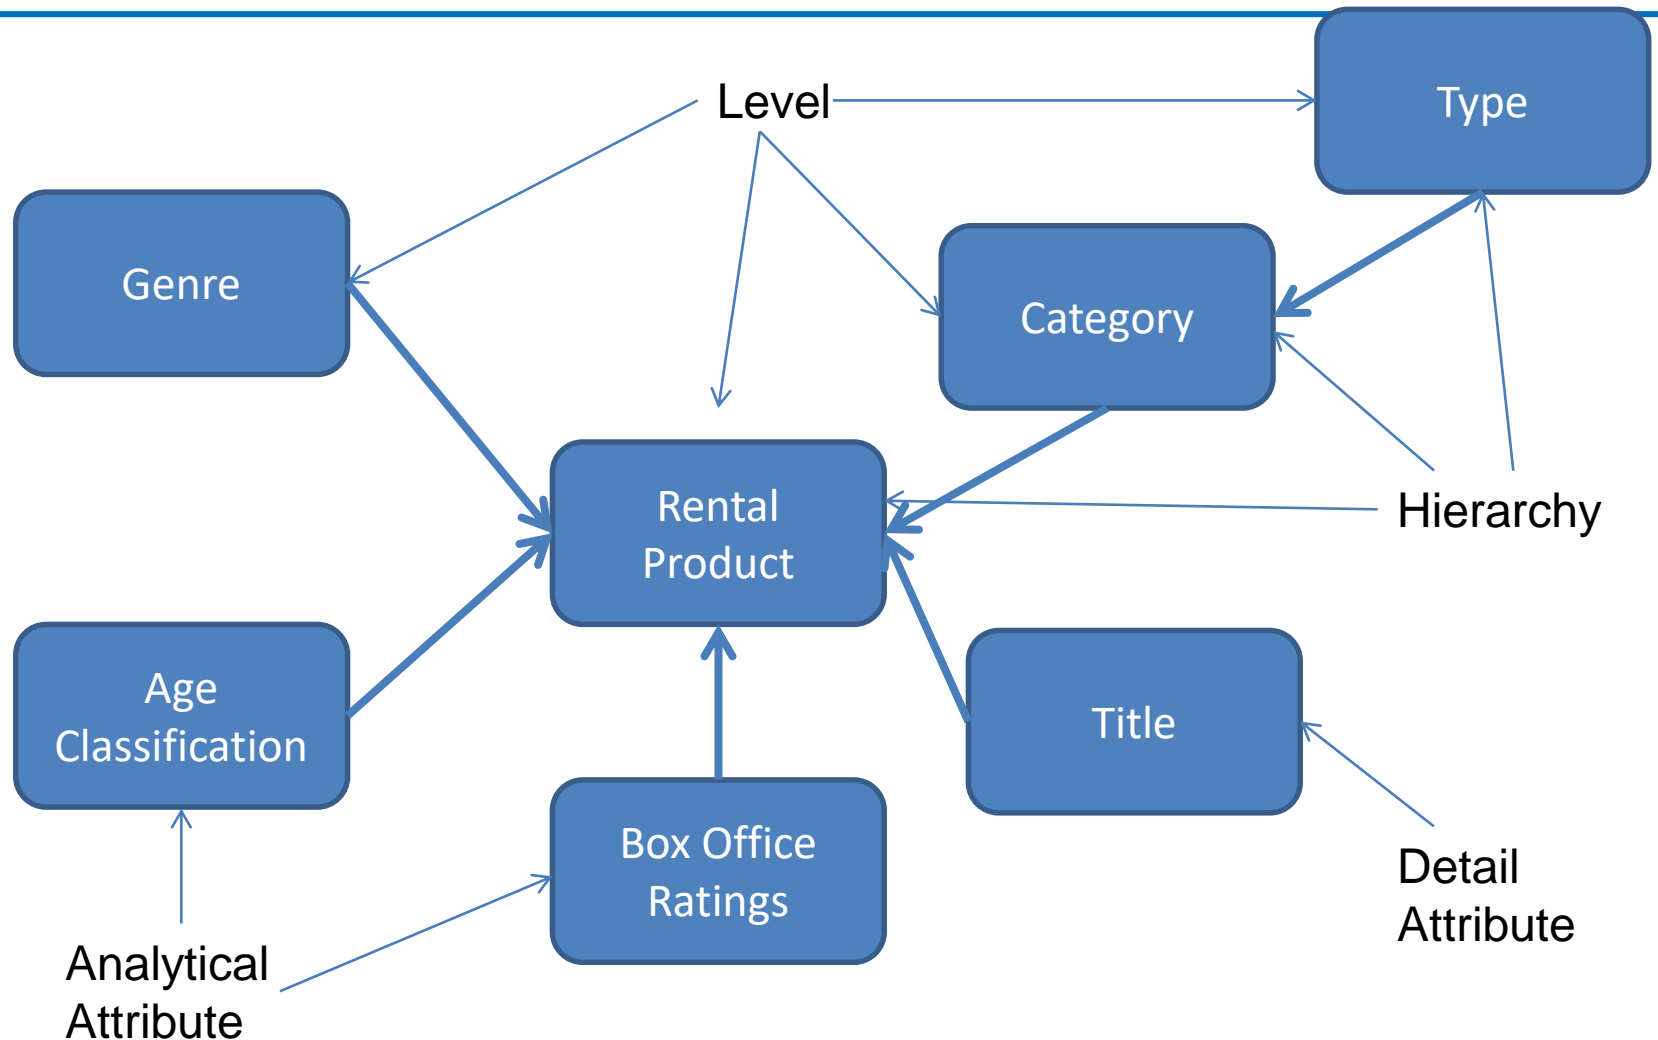 Level
Type
Genre
Category
Rental
Product
Hierarchy
Age
Classification
Title
Box Office
Ratings
Detail
Attribute
Analytical
Attribute